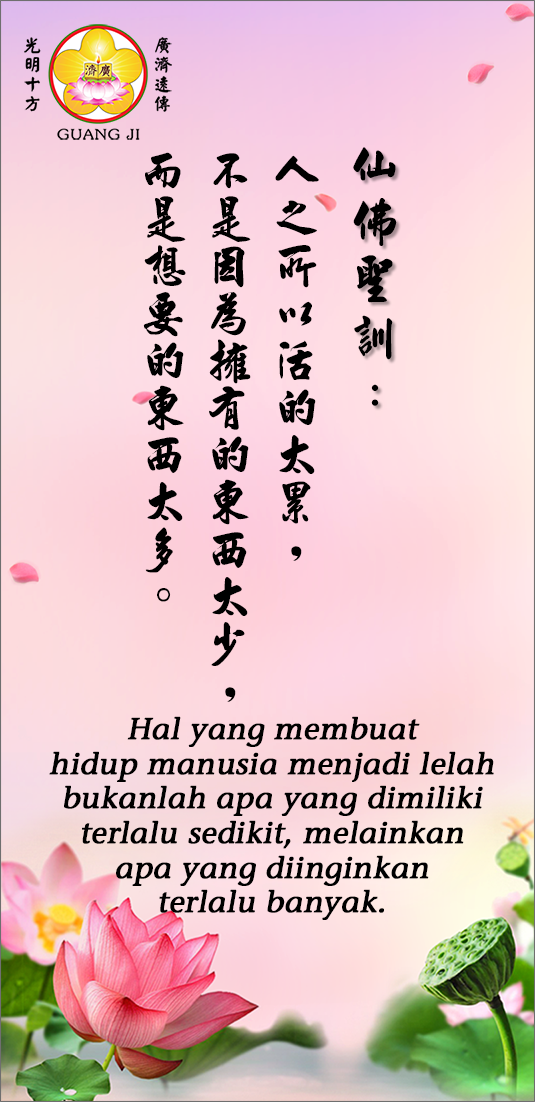 光明十方
廣濟遠傳
廣濟
GUANG JI
仙佛聖訓：
人之所以活的太累，
不是因為擁有的東西太少，
而是想要的東西太多。
Hal yang membuat
hidup manusia menjadi lelah
bukanlah apa yang dimiliki
terlalu sedikit, melainkan
apa yang diinginkan
terlalu banyak.